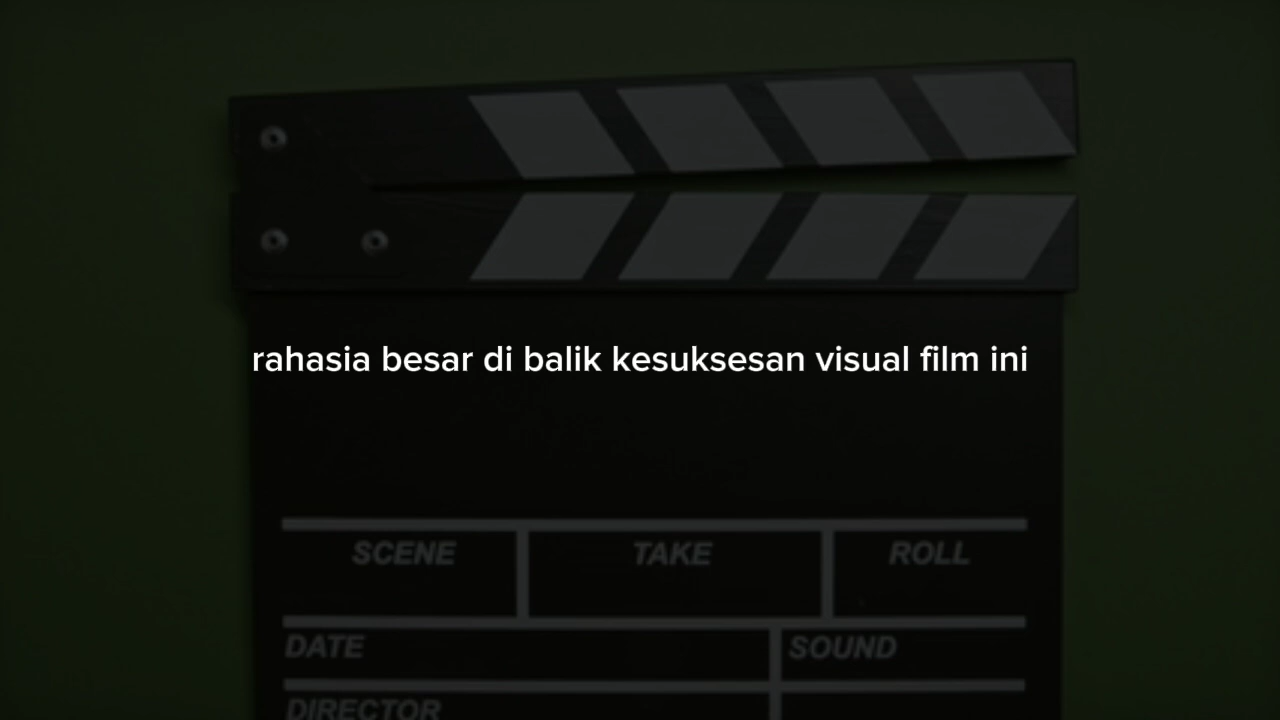 rahasia besar di balik kesuksesan visual film ini
SCENE TAKE ROLL
DATE SOUND
DIRECTOR